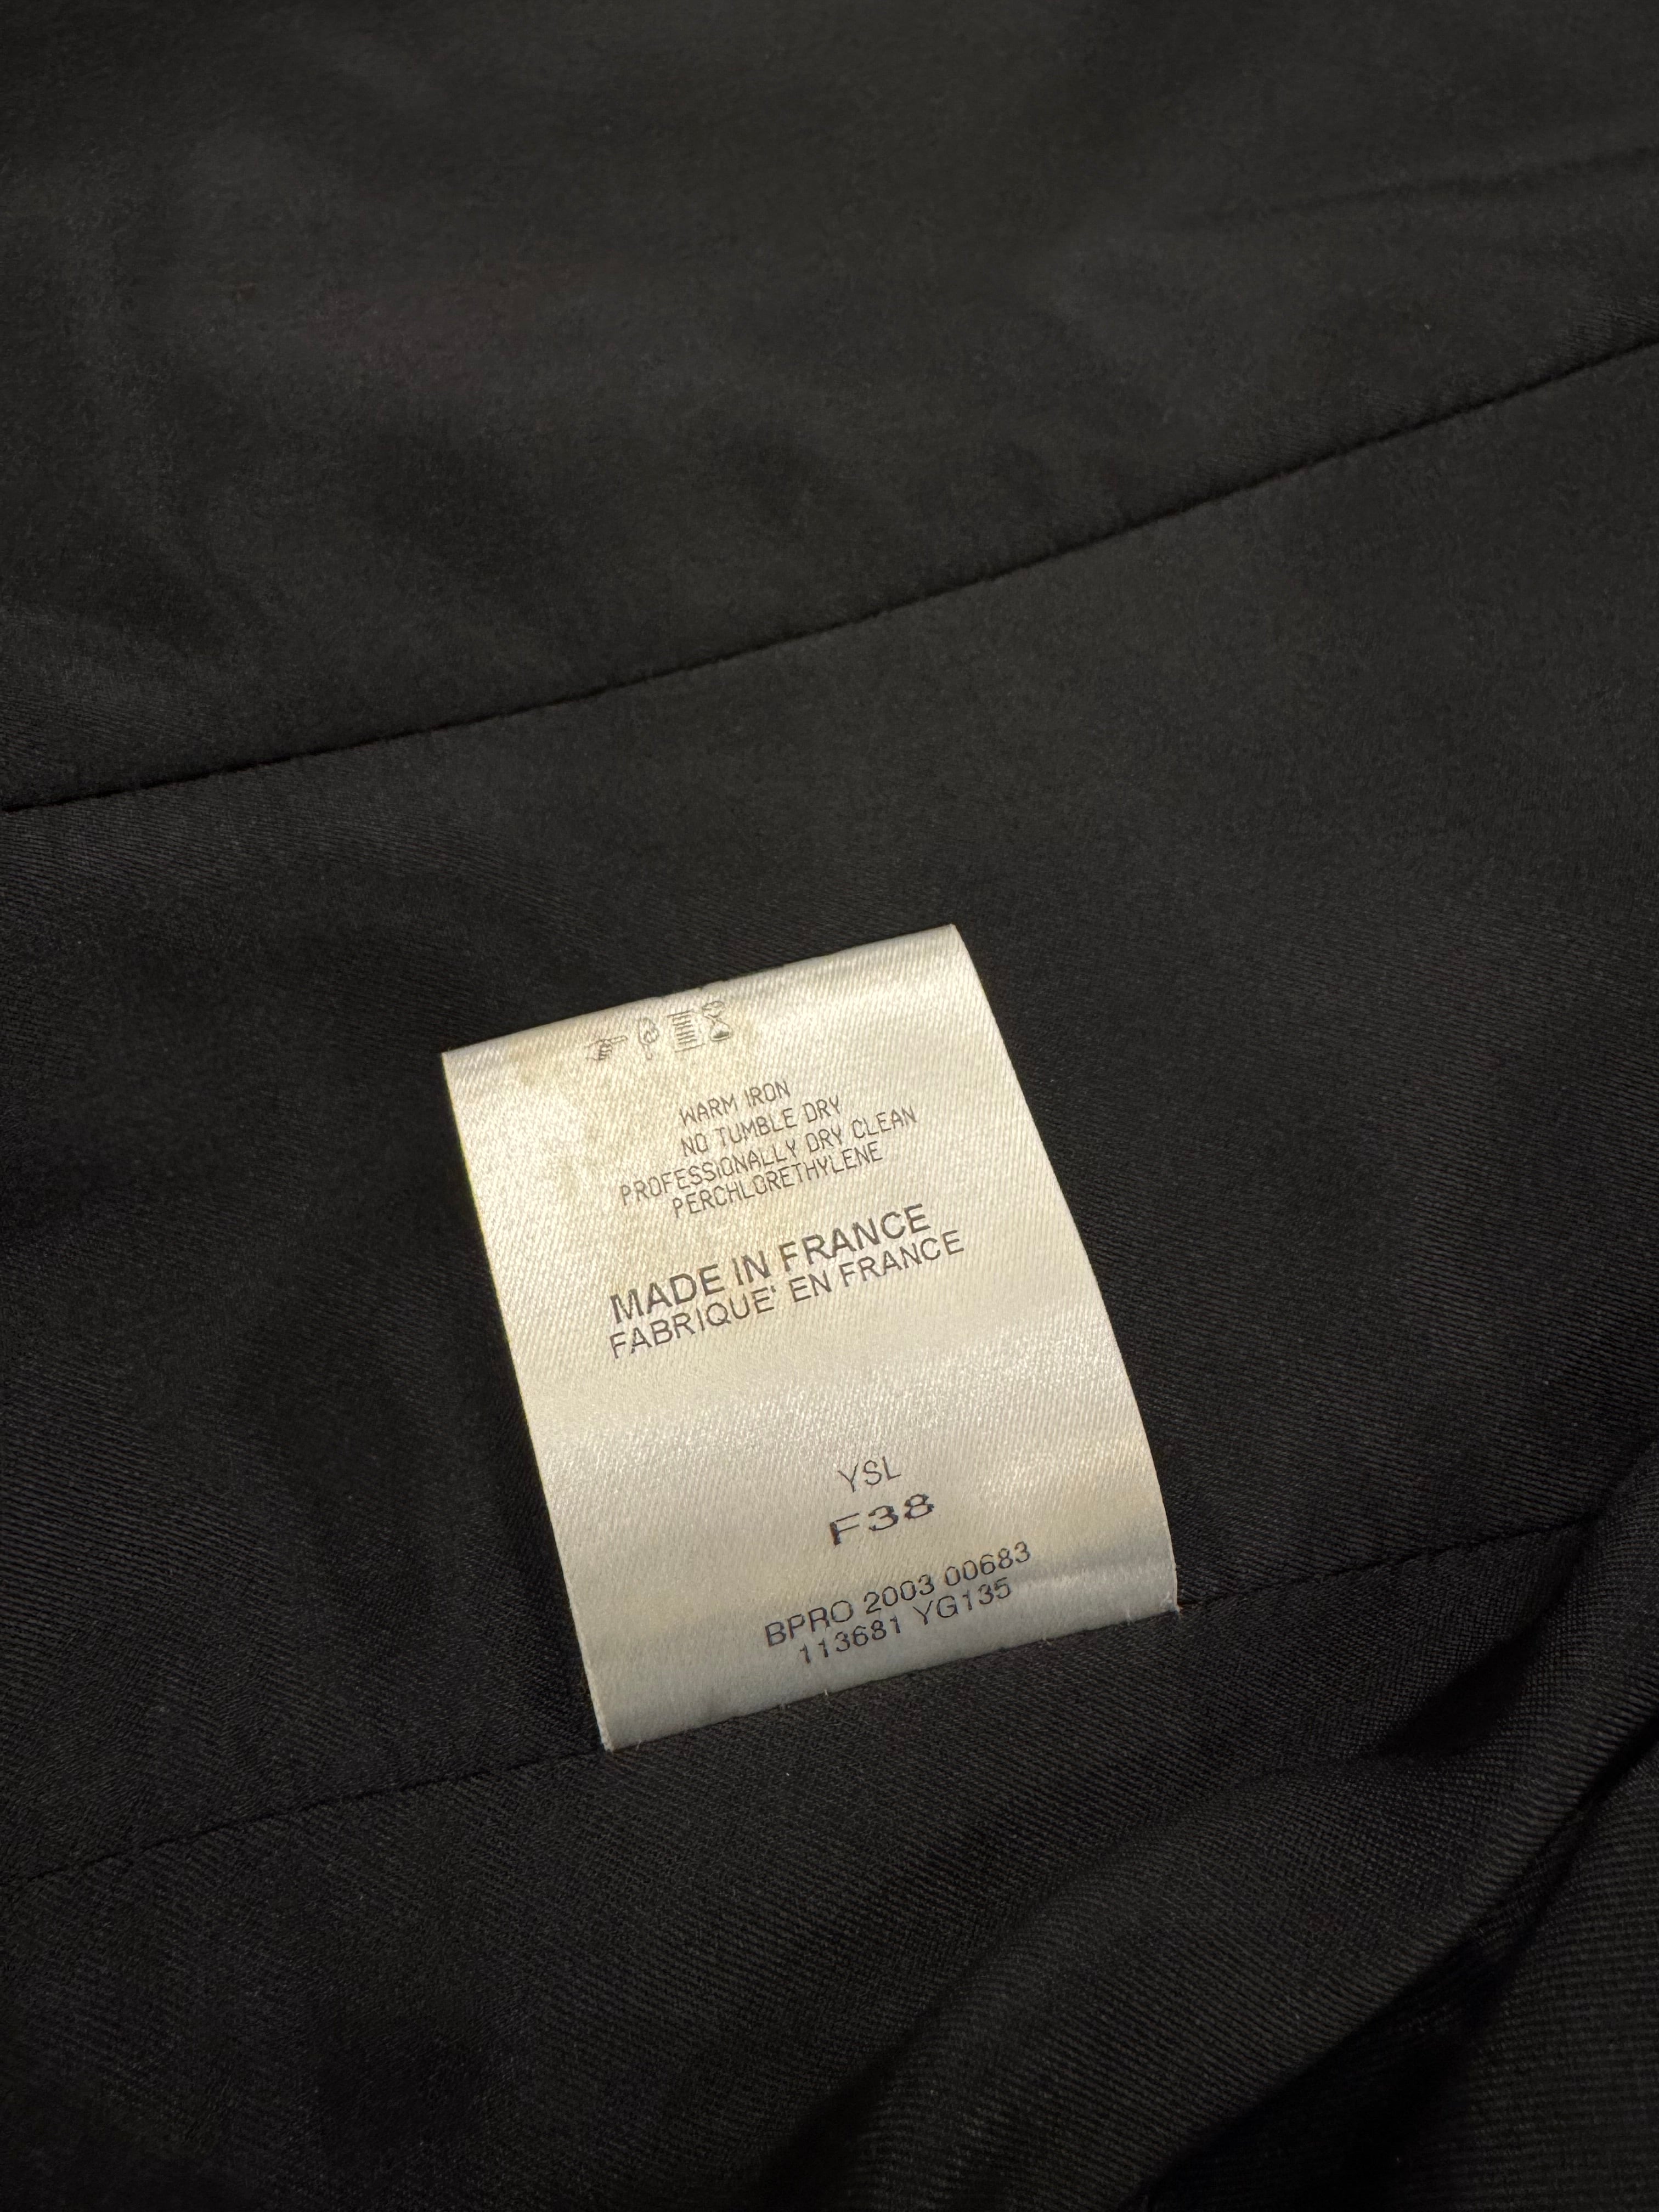 WARM IRON
NO TUMBLE DRY
PROFESSIONALLY DRY CLEAN
PERCHLORETHYLENE
MADE IN FRANCE
FABRIQUE' EN FRANCE
YSL
F38
BPRO 2003 00683
113681 YG135